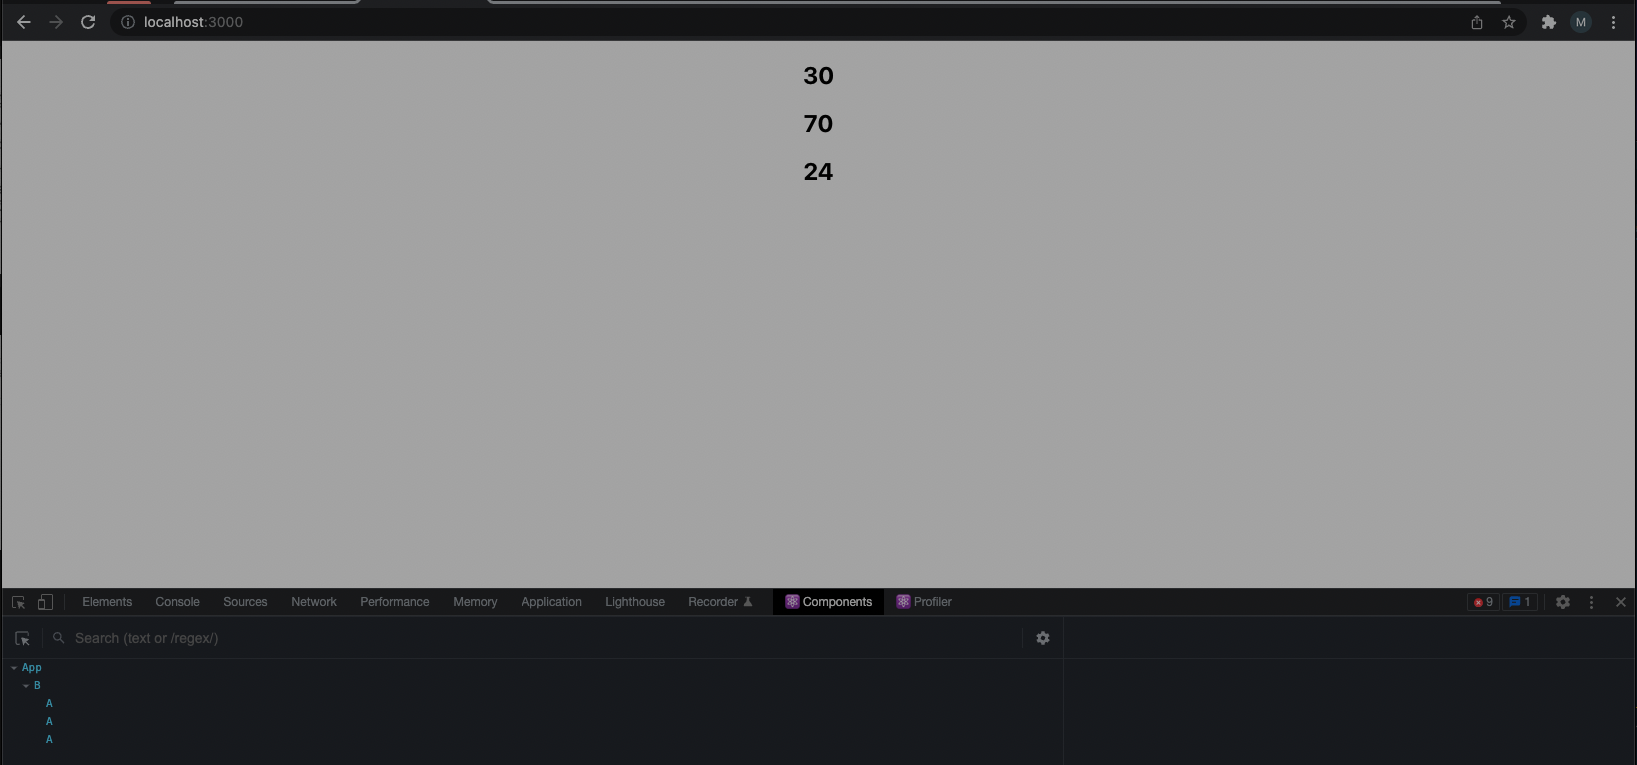 localhost:3000
M
30
70
24
Elements Console Sources Network Performance Memory Application Lighthouse Recorder Components Profiler 9 1
Search (text or /regex/)
App
B
A
A
A